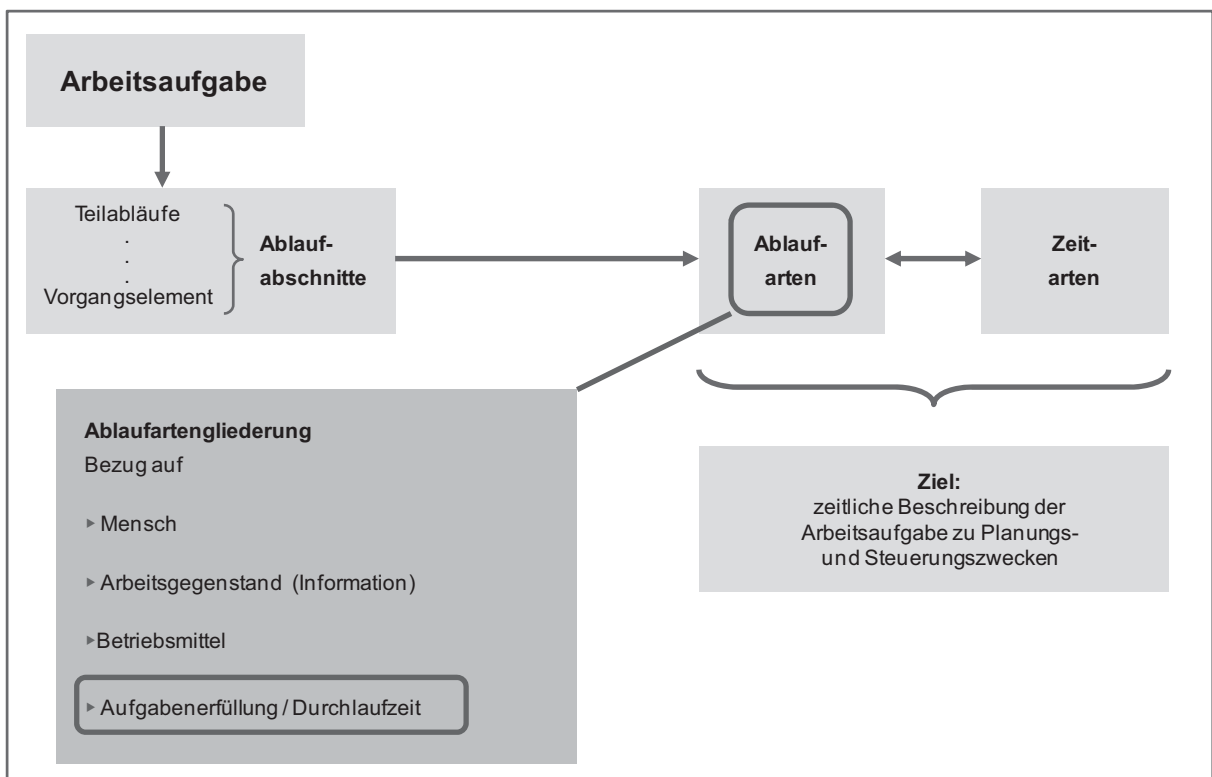 Arbeitsaufgabe
Teilabläufe
.
.
.
Vorgangselement
Ablauf-
abschnitte
Ablauf-
arten
Zeit-
arten
Ablaufartengliederung
Bezug auf
▸ Mensch
▸ Arbeitsgegenstand (Information)
▸ Betriebsmittel
▸ Aufgabenerfüllung / Durchlaufzeit
Ziel:
zeitliche Beschreibung der
Arbeitsaufgabe zu Planungs-
und Steuerungszwecken